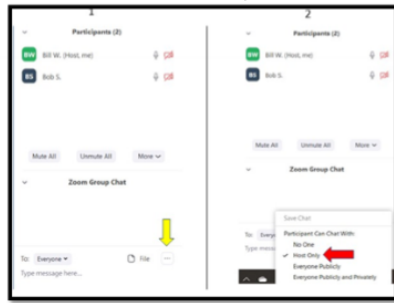 1
Participants (2)
BW Bill W. (Host, me)
BS Bob S.
Mute All Unmute All More
Zoom Group Chat
To: Everyone File ...
Type message here...
2
Participants (2)
BW Bill W. (Host, me)
BS Bob S.
Mute All Unmute All More
Zoom Group Chat
Save Chat
Participant Can Chat With:
No One
✓ Host Only
Everyone Publicly
Everyone Publicly and Privately
To:
Type